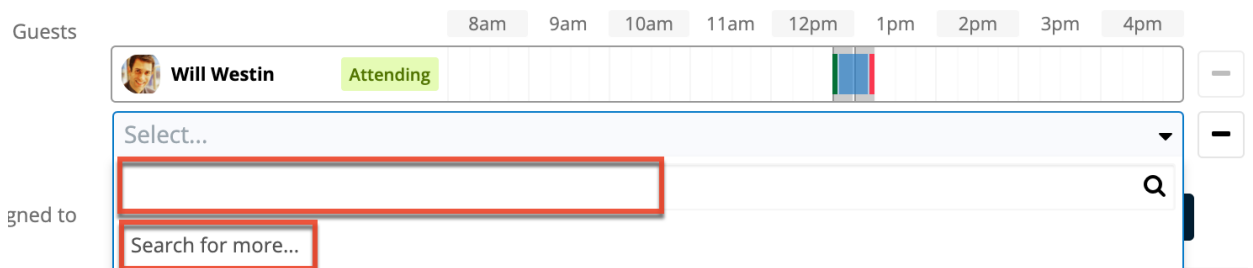 Guests
8am 9am 10am 11am 12pm 1pm 2pm 3pm 4pm
Will Westin Attending
Select...
gned to
Search for more...